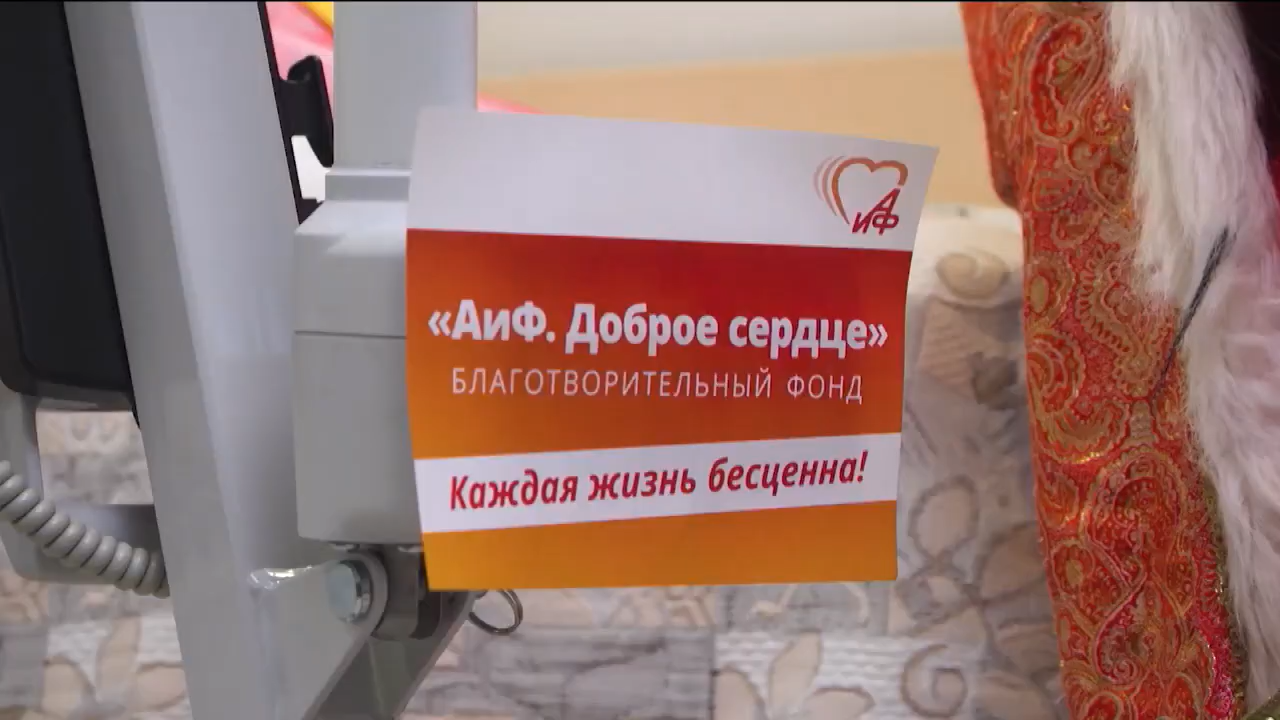 АиФ
«АиФ. Доброе сердце»
БЛАГОТВОРИТЕЛЬНЫЙ ФОНД
Каждая жизнь бесценна!